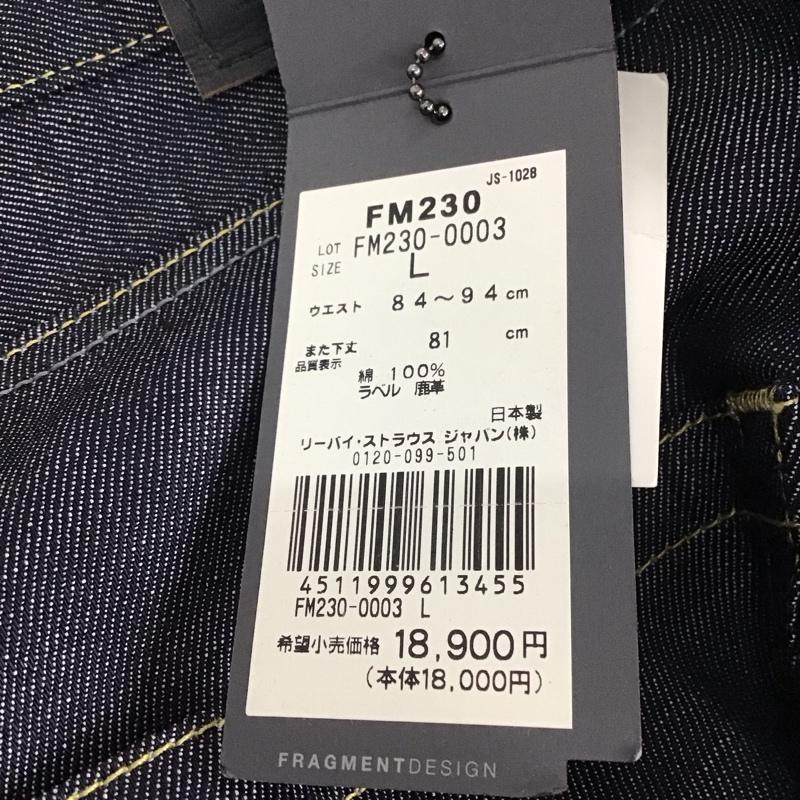 JS-1028
FM230
LOT FM230-0003
SIZE L
ウエスト 84～94cm
また下丈 81 cm
品質表示
綿 100%
ラベル 鹿革
日本製
リーバイ・ストラウス ジャパン(株)
0120-099-501
4511999613455
FM230-0003 L
希望小売価格 18,900円
(本体18,000円)
FRAGMENTDESIGN